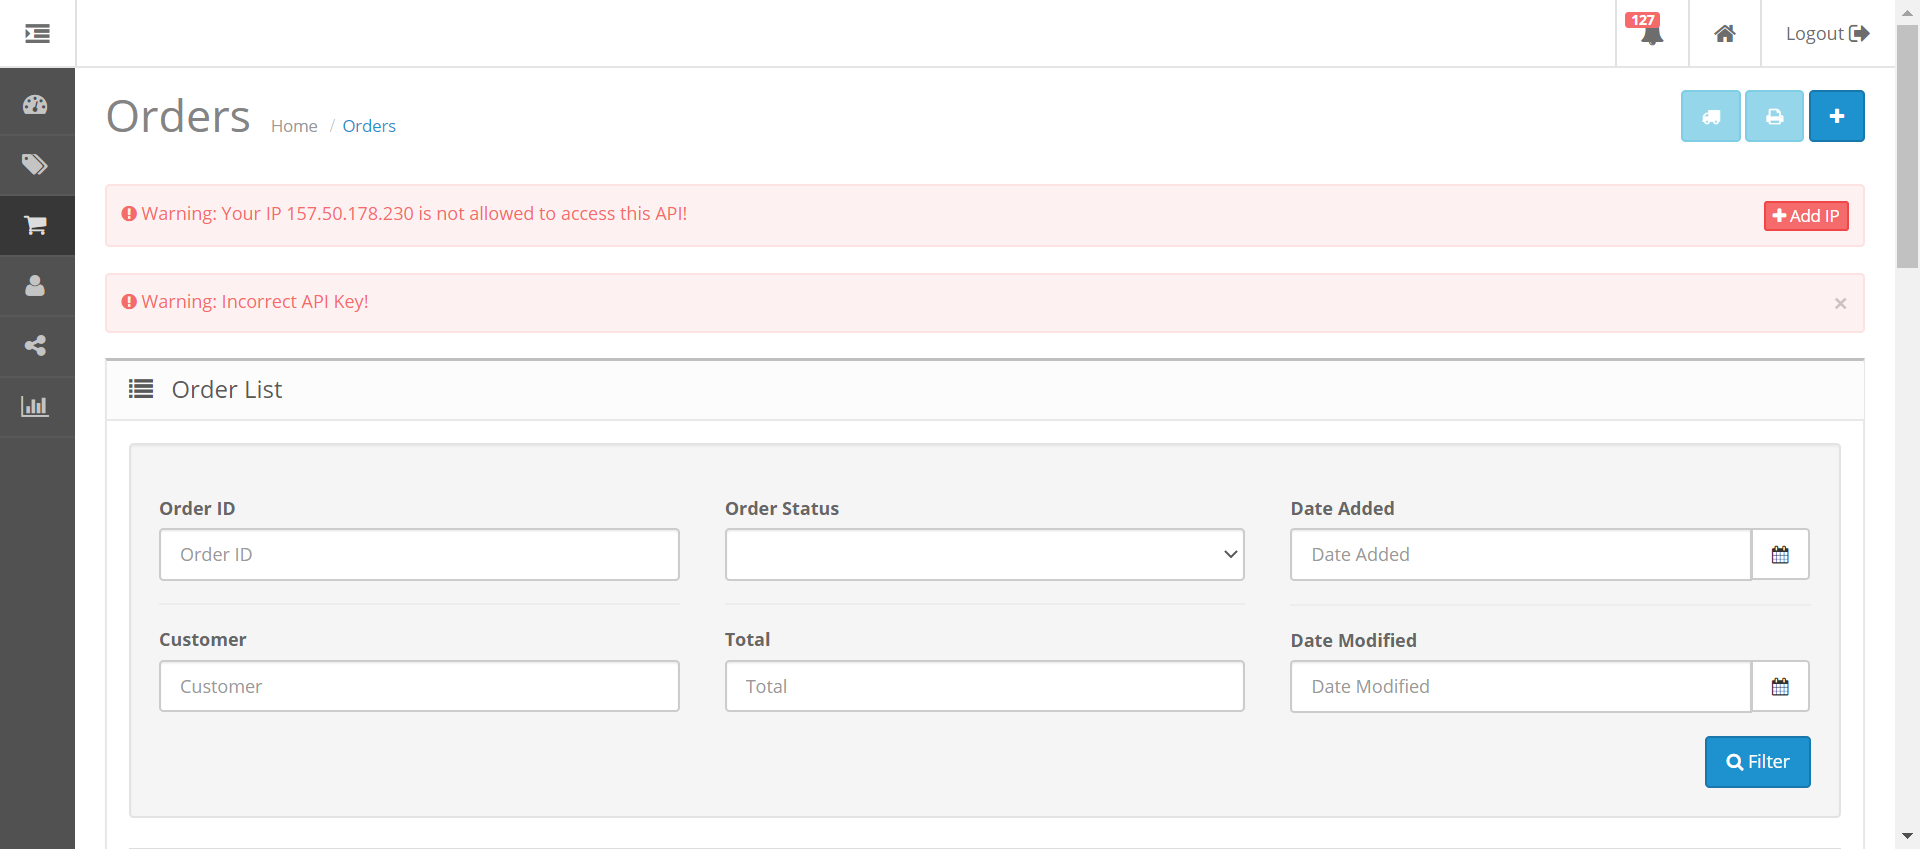 127
Logout
Orders
Home / Orders
Warning: Your IP 157.50.178.230 is not allowed to access this API!
Add IP
Warning: Incorrect API Key!
×
Order List
Order ID
Order Status
Date Added
Order ID
Date Added
Customer
Total
Date Modified
Customer
Total
Date Modified
Filter